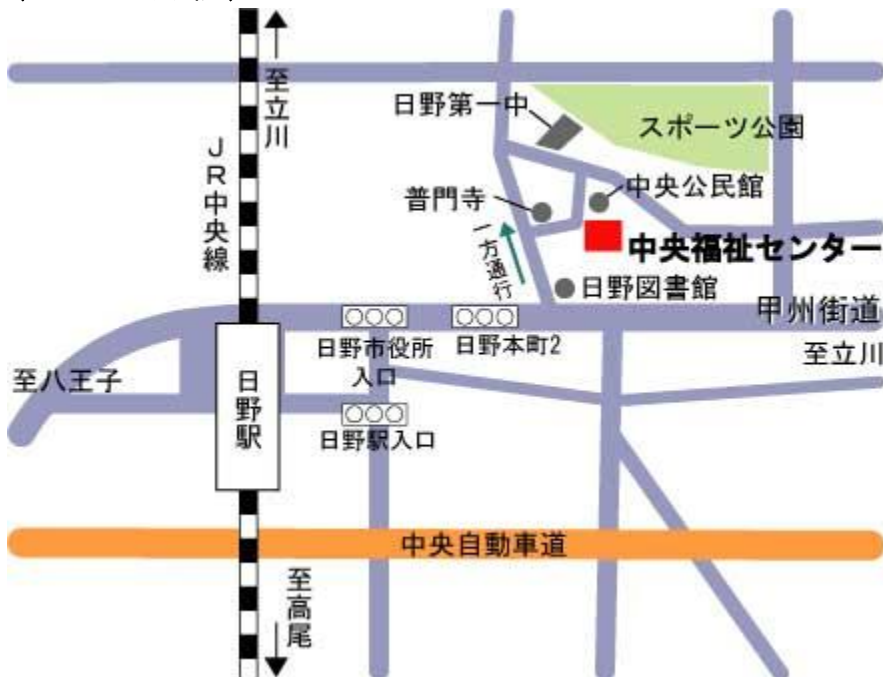 至立川
日野第一中
スポーツ公園
JR中央線
中央公民館
普門寺
一方通行
中央福祉センター
日野図書館
甲州街道
日野市役所
入口
日野本町2
至立川
至八王子
日野駅
日野駅入口
中央自動車道
至高尾